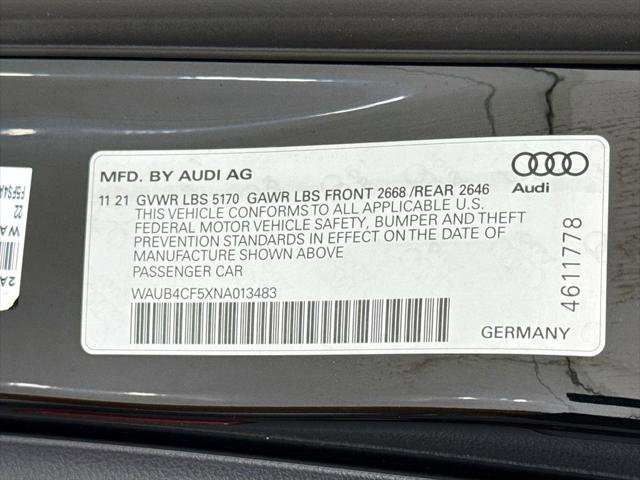 MFD. BY AUDI AG
Audi
11 21 GVWR LBS 5170 GAWR LBS FRONT 2668 /REAR 2646
THIS VEHICLE CONFORMS TO ALL APPLICABLE U.S.
FEDERAL MOTOR VEHICLE SAFETY, BUMPER AND THEFT
PREVENTION STANDARDS IN EFFECT ON THE DATE OF
MANUFACTURE SHOWN ABOVE
PASSENGER CAR
WAUB4CF5XNA013483
GERMANY
4611778
22